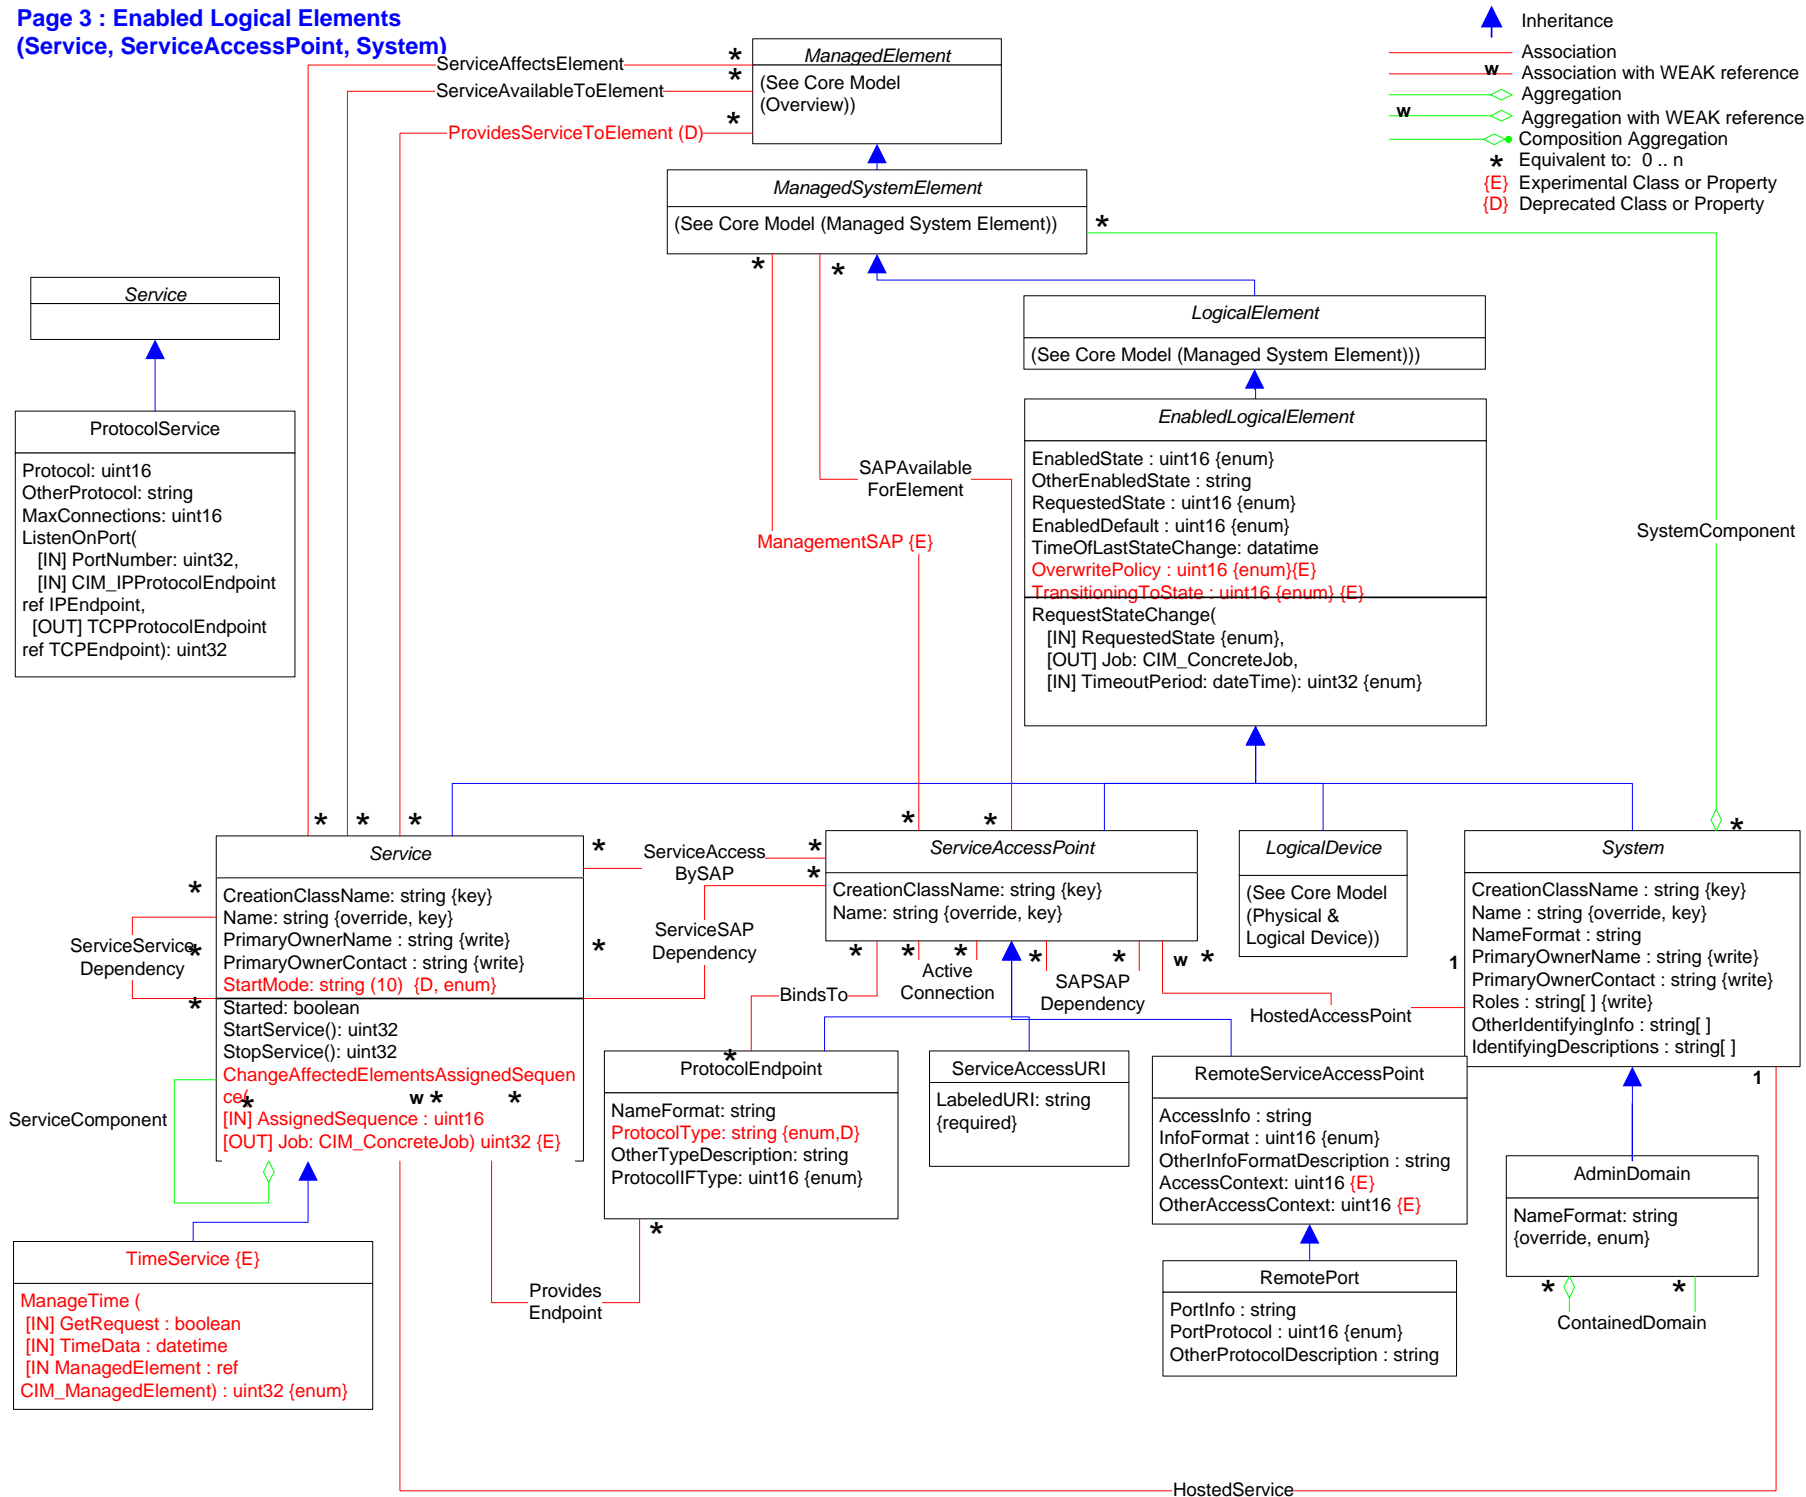 Page 3 : Enabled Logical Elements
(Service, ServiceAccessPoint, System)
Inheritance
Association
w
Association with WEAK reference
Aggregation
w
Aggregation with WEAK reference
Composition Aggregation
* Equivalent to: 0 .. n
{E} Experimental Class or Property
{D} Deprecated Class or Property
ServiceAffectsElement
*
ServiceAvailableToElement
*
ProvidesServiceToElement (D)
*
ManagedElement
(See Core Model
(Overview))
ManagedSystemElement
(See Core Model (Managed System Element))
*
*
*
Service
ProtocolService
Protocol: uint16
OtherProtocol: string
MaxConnections: uint16
ListenOnPort(
[IN] PortNumber: uint32,
[IN] CIM_IPProtocolEndpoint
ref IPEndpoint,
[OUT] TCPProtocolEndpoint
ref TCPEndpoint): uint32
LogicalElement
(See Core Model (Managed System Element)))
EnabledLogicalElement
EnabledState : uint16 {enum}
OtherEnabledState : string
RequestedState : uint16 {enum}
EnabledDefault : uint16 {enum}
TimeOfLastStateChange: datatime
OverwritePolicy : uint16 {enum}{E}
TransitioningToState : uint16 {enum} {E}
RequestStateChange(
[IN] RequestedState {enum},
[OUT] Job: CIM_ConcreteJob,
[IN] TimeoutPeriod: dateTime): uint32 {enum}
SAPAvailable
ForElement
ManagementSAP {E}
SystemComponent
* * *
* *
*
Service
CreationClassName: string {key}
Name: string {override, key}
PrimaryOwnerName : string {write}
PrimaryOwnerContact : string {write}
StartMode: string (10)  {D, enum}
Started: boolean
StartService(): uint32
StopService(): uint32
ChangeAffectedElementsAssignedSequen
ce(
[IN] AssignedSequence : uint16
[OUT] Job: CIM_ConcreteJob) uint32 {E}
* w * *
*
ServiceService
*
Dependency
*
ServiceComponent
*
ServiceAccess
BySAP
*
*
ServiceSAP
Dependency
*
ServiceAccessPoint
CreationClassName: string {key}
Name: string {override, key}
* * * * * w *
LogicalDevice
(See Core Model
(Physical &
Logical Device))
System
CreationClassName : string {key}
Name : string {override, key}
NameFormat : string
PrimaryOwnerName : string {write}
PrimaryOwnerContact : string {write}
Roles : string[ ] {write}
OtherIdentifyingInfo : string[ ]
IdentifyingDescriptions : string[ ]
1
1
BindsTo
Active
Connection
SAPSAP
Dependency
HostedAccessPoint
*
ProtocolEndpoint
NameFormat: string
ProtocolType: string {enum,D}
OtherTypeDescription: string
ProtocolIFType: uint16 {enum}
*
ServiceAccessURI
LabeledURI: string
{required}
RemoteServiceAccessPoint
AccessInfo : string
InfoFormat : uint16 {enum}
OtherInfoFormatDescription : string
AccessContext: uint16 {E}
OtherAccessContext: uint16 {E}
AdminDomain
NameFormat: string
{override, enum}
* *
ContainedDomain
TimeService {E}
ManageTime (
[IN] GetRequest : boolean
[IN] TimeData : datetime
[IN ManagedElement : ref
CIM_ManagedElement) : uint32 {enum}
Provides
Endpoint
RemotePort
PortInfo : string
PortProtocol : uint16 {enum}
OtherProtocolDescription : string
HostedService